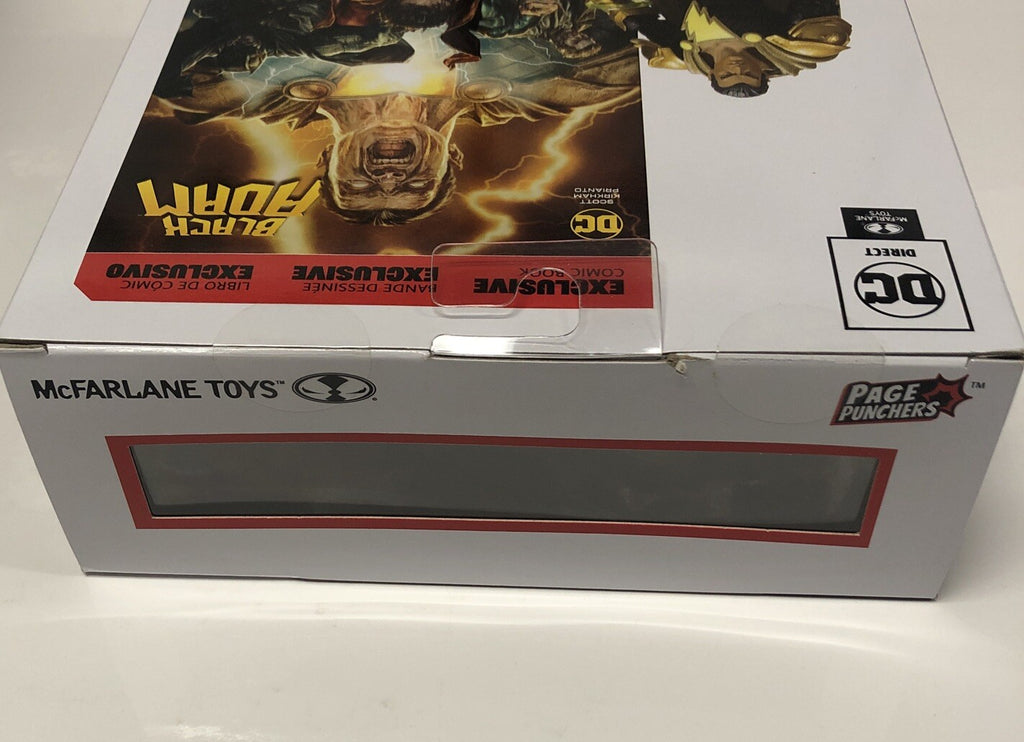 BLACK
ADAM
SCOTT
KIRKHAM
PRIANTO
DC
EXCLUSIVE
COMIC BOOK
EXCLUSIVE
BANDE DESSINÉE
EXCLUSIVO
LIBRO DE CÓMIC
McFARLANE
TOYS
DC
DIRECT
McFARLANE TOYS™
PAGE
PUNCHERS™